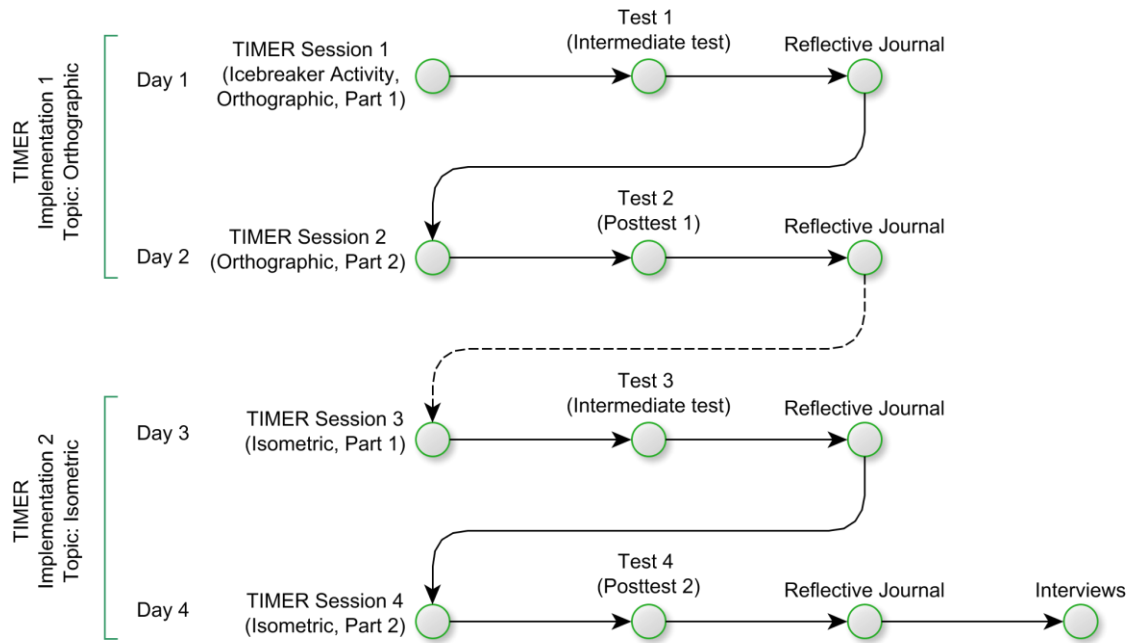 TIMER
Implementation 1
Topic: Orthographic
Day 1
TIMER Session 1
(Icebreaker Activity,
Orthographic, Part 1)
Test 1
(Intermediate test)
Reflective Journal
Day 2
TIMER Session 2
(Orthographic, Part 2)
Test 2
(Posttest 1)
Reflective Journal
TIMER
Implementation 2
Topic: Isometric
Day 3
TIMER Session 3
(Isometric, Part 1)
Test 3
(Intermediate test)
Reflective Journal
Day 4
TIMER Session 4
(Isometric, Part 2)
Test 4
(Posttest 2)
Reflective Journal
Interviews